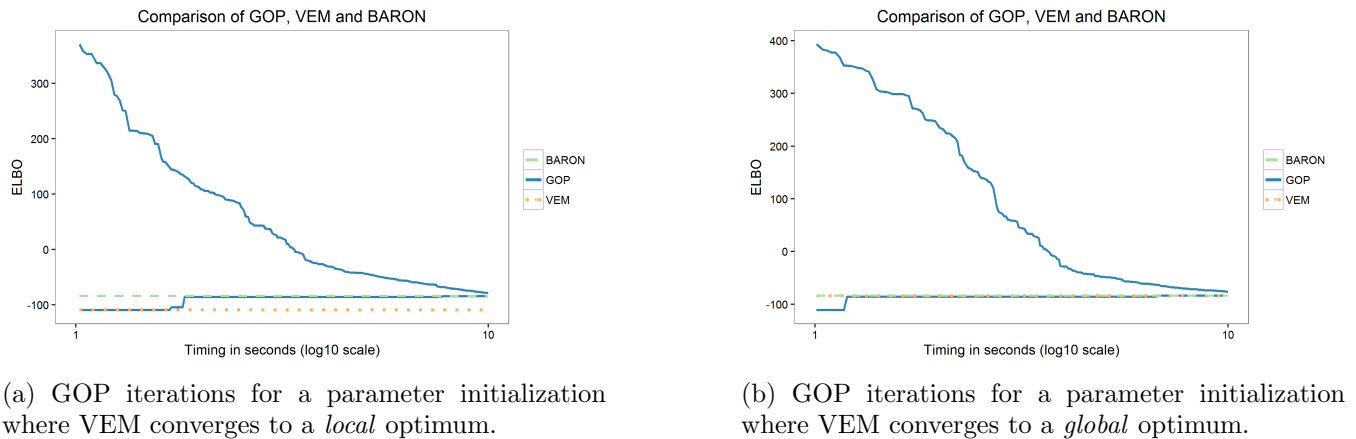 Comparison of GOP, VEM and BARON
300
200
100
0
-100
ELBO
1
10
Timing in seconds (log10 scale)
BARON
GOP
VEM
(a) GOP iterations for a parameter initialization
where VEM converges to a local optimum.
Comparison of GOP, VEM and BARON
400
300
200
100
0
-100
ELBO
1
10
Timing in seconds (log10 scale)
BARON
GOP
VEM
(b) GOP iterations for a parameter initialization
where VEM converges to a global optimum.